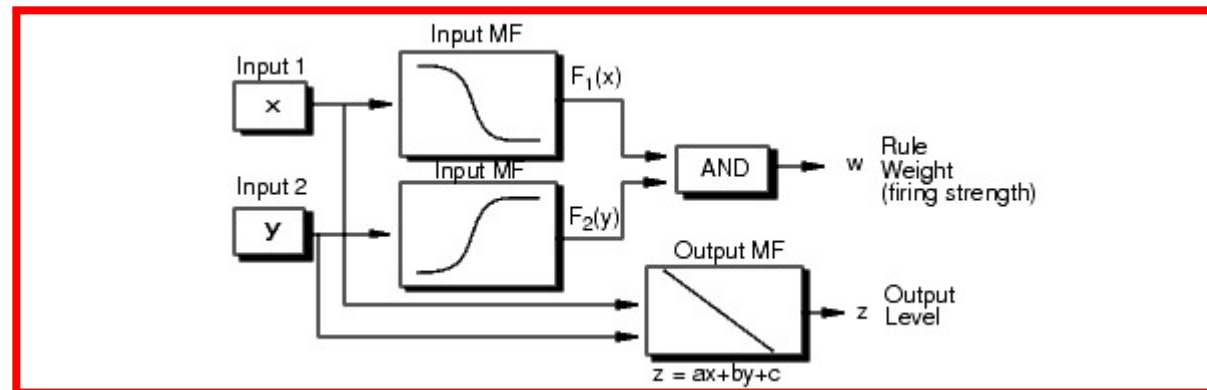 Input MF
Input 1
x
F₁(x)
Input MF
AND
w
Rule
Weight
(firing strength)
Input 2
y
F₂(y)
Output MF
z
Output
Level
z = ax+by+c